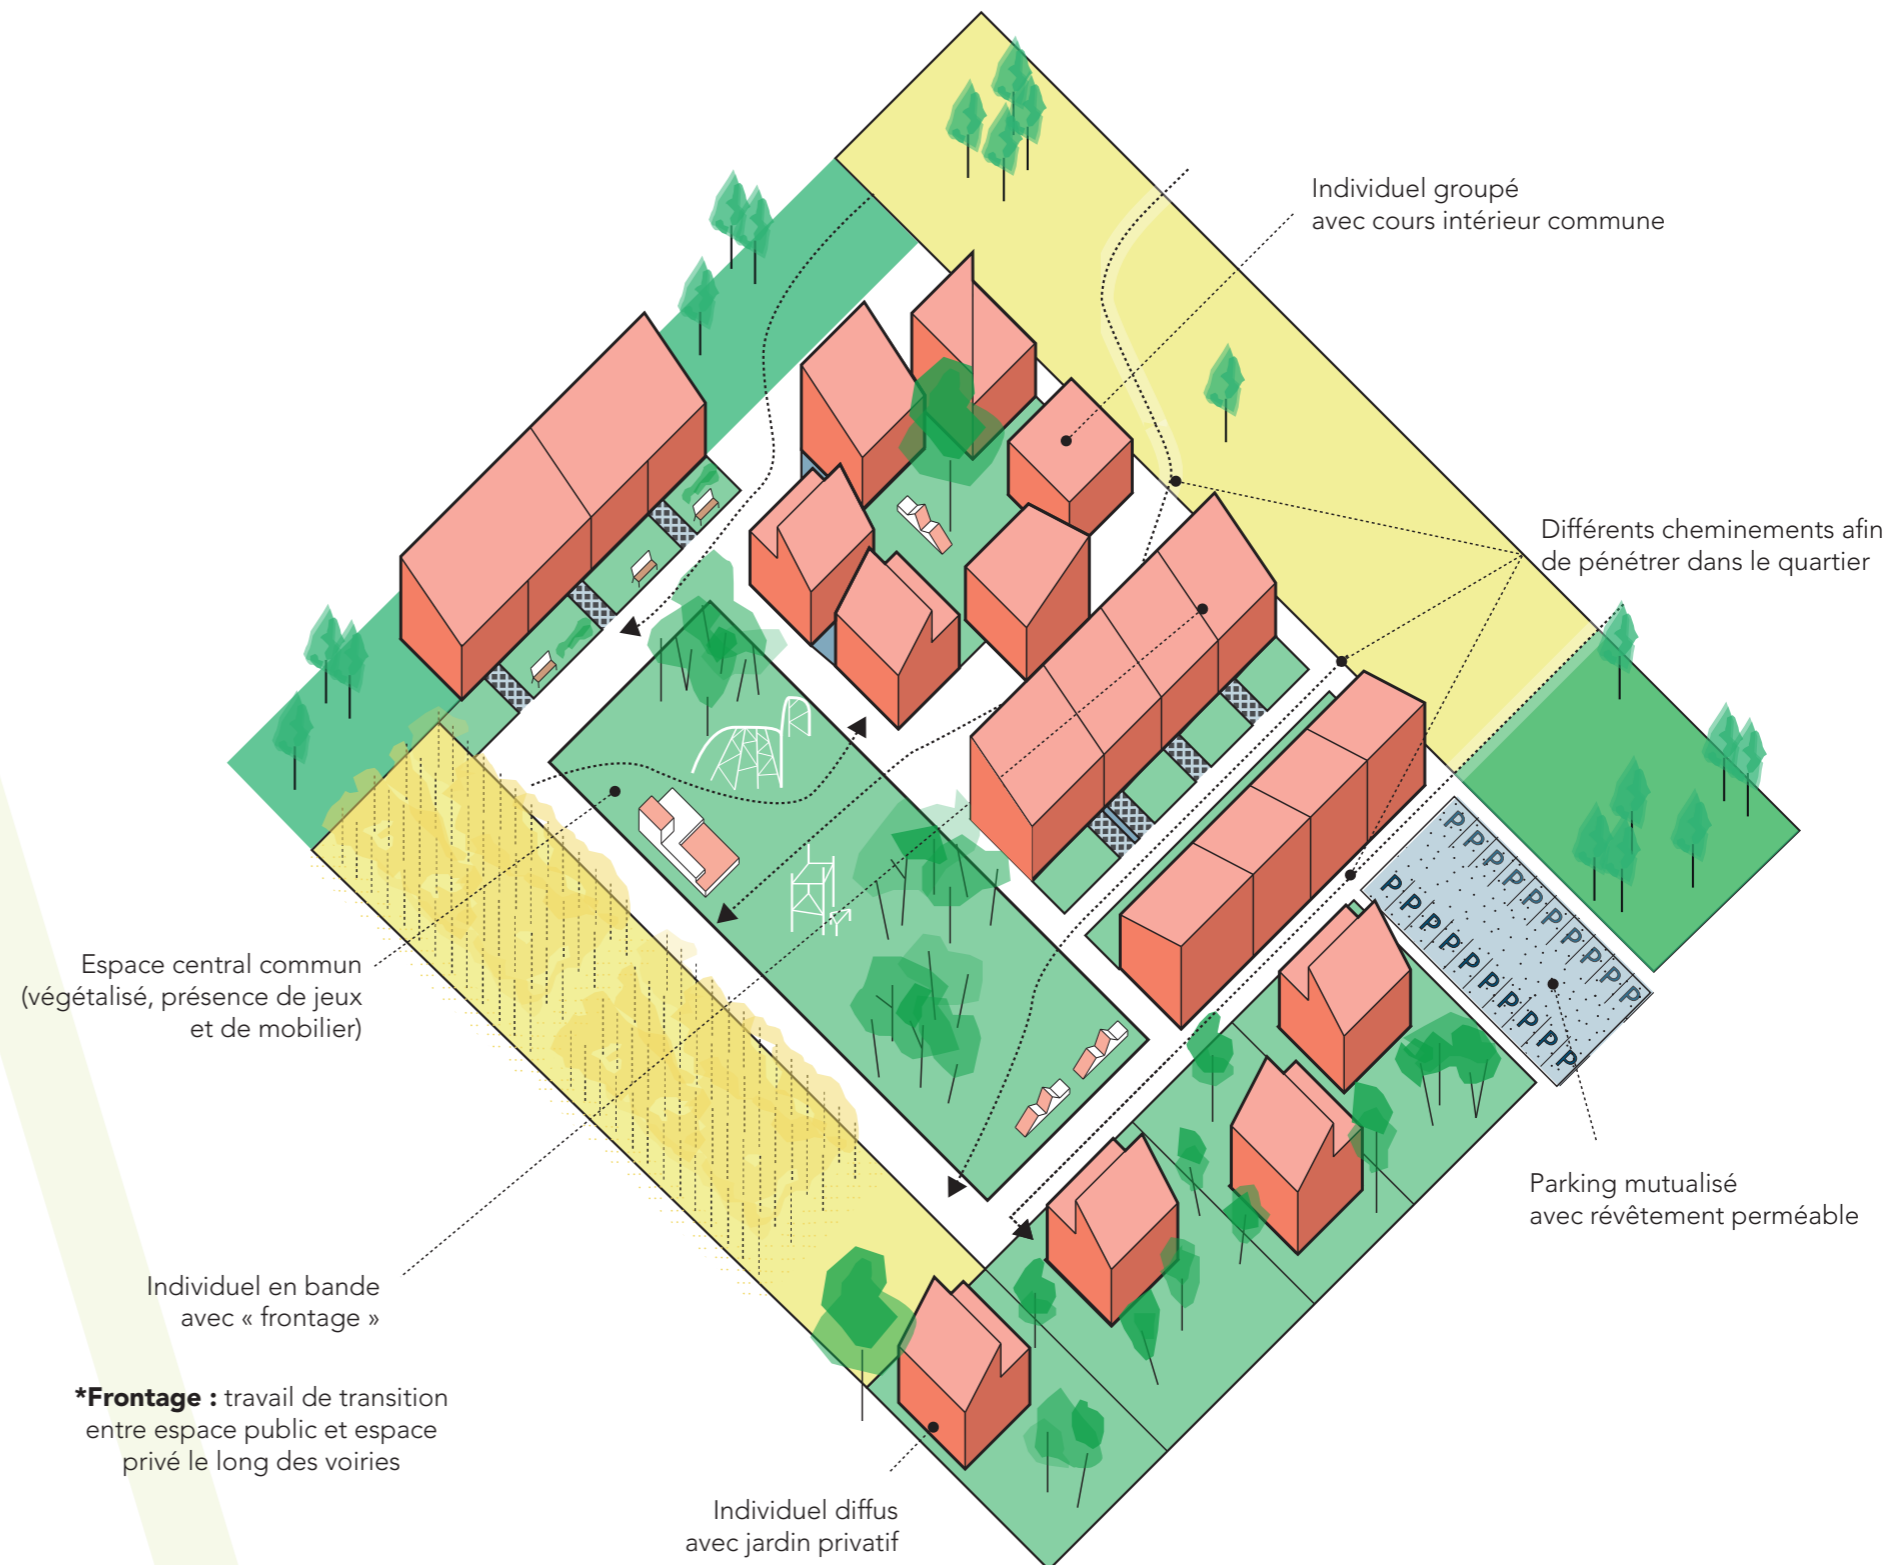 Individuel groupé
avec cours intérieur commune
Différents cheminements afin
de pénétrer dans le quartier
Espace central commun
(végétalisé, présence de jeux
et de mobilier)
Parking mutualisé
avec révêtement perméable
Individuel en bande
avec « frontage »
*Frontage : travail de transition
entre espace public et espace
privé le long des voiries
Individuel diffus
avec jardin privatif
P P P P P P P P P P
P P P P P P P P P P